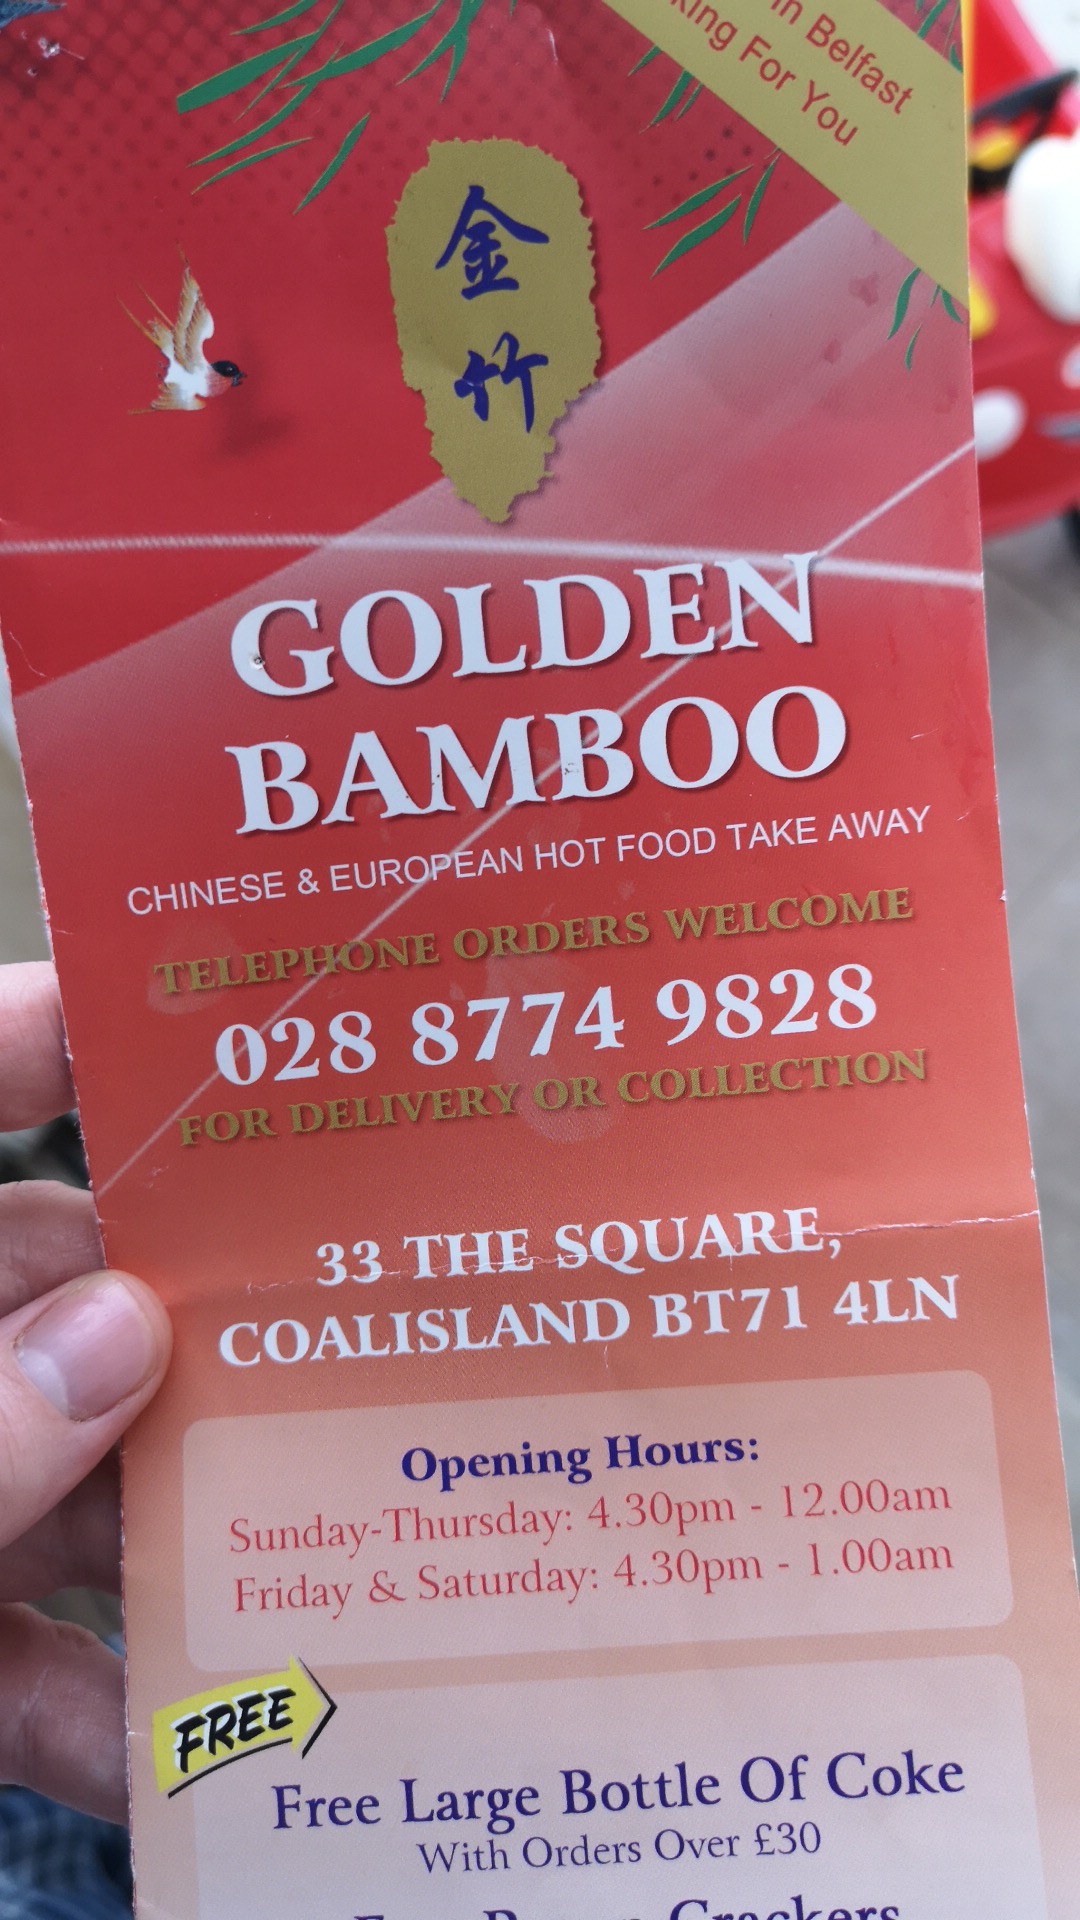 in Belfast
For You
金
竹
GOLDEN
BAMBOO
CHINESE & EUROPEAN HOT FOOD TAKE AWAY
TELEPHONE ORDERS WELCOME
028 8774 9828
FOR DELIVERY OR COLLECTION
33 THE SQUARE,
COALISLAND BT71 4LN
Opening Hours:
Sunday-Thursday: 4.30pm - 12.00am
Friday & Saturday: 4.30pm - 1.00am
FREE
Free Large Bottle Of Coke
With Orders Over £30
Crackers